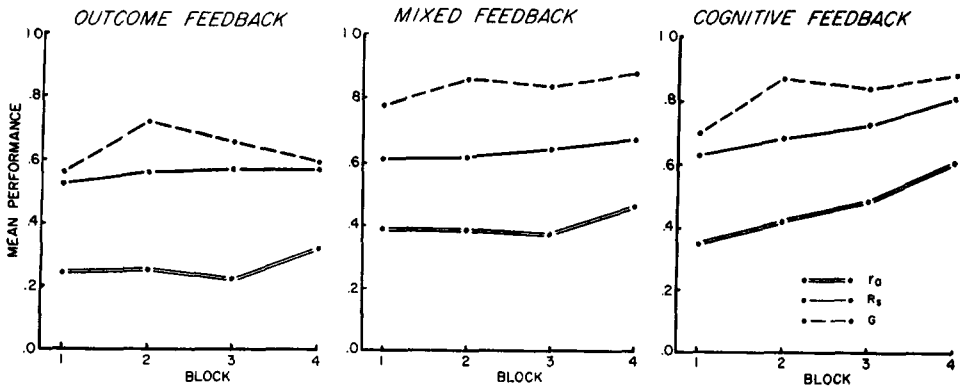 OUTCOME FEEDBACK
MIXED FEEDBACK
COGNITIVE FEEDBACK
MEAN PERFORMANCE
1.0
.8
.6
.4
.2
.0
1 2 3 4
BLOCK
1.0
.8
.6
.4
.2
.0
1 2 3 4
BLOCK
1.0
.8
.6
.4
.2
.0
1 2 3 4
BLOCK
ra
Rs
G